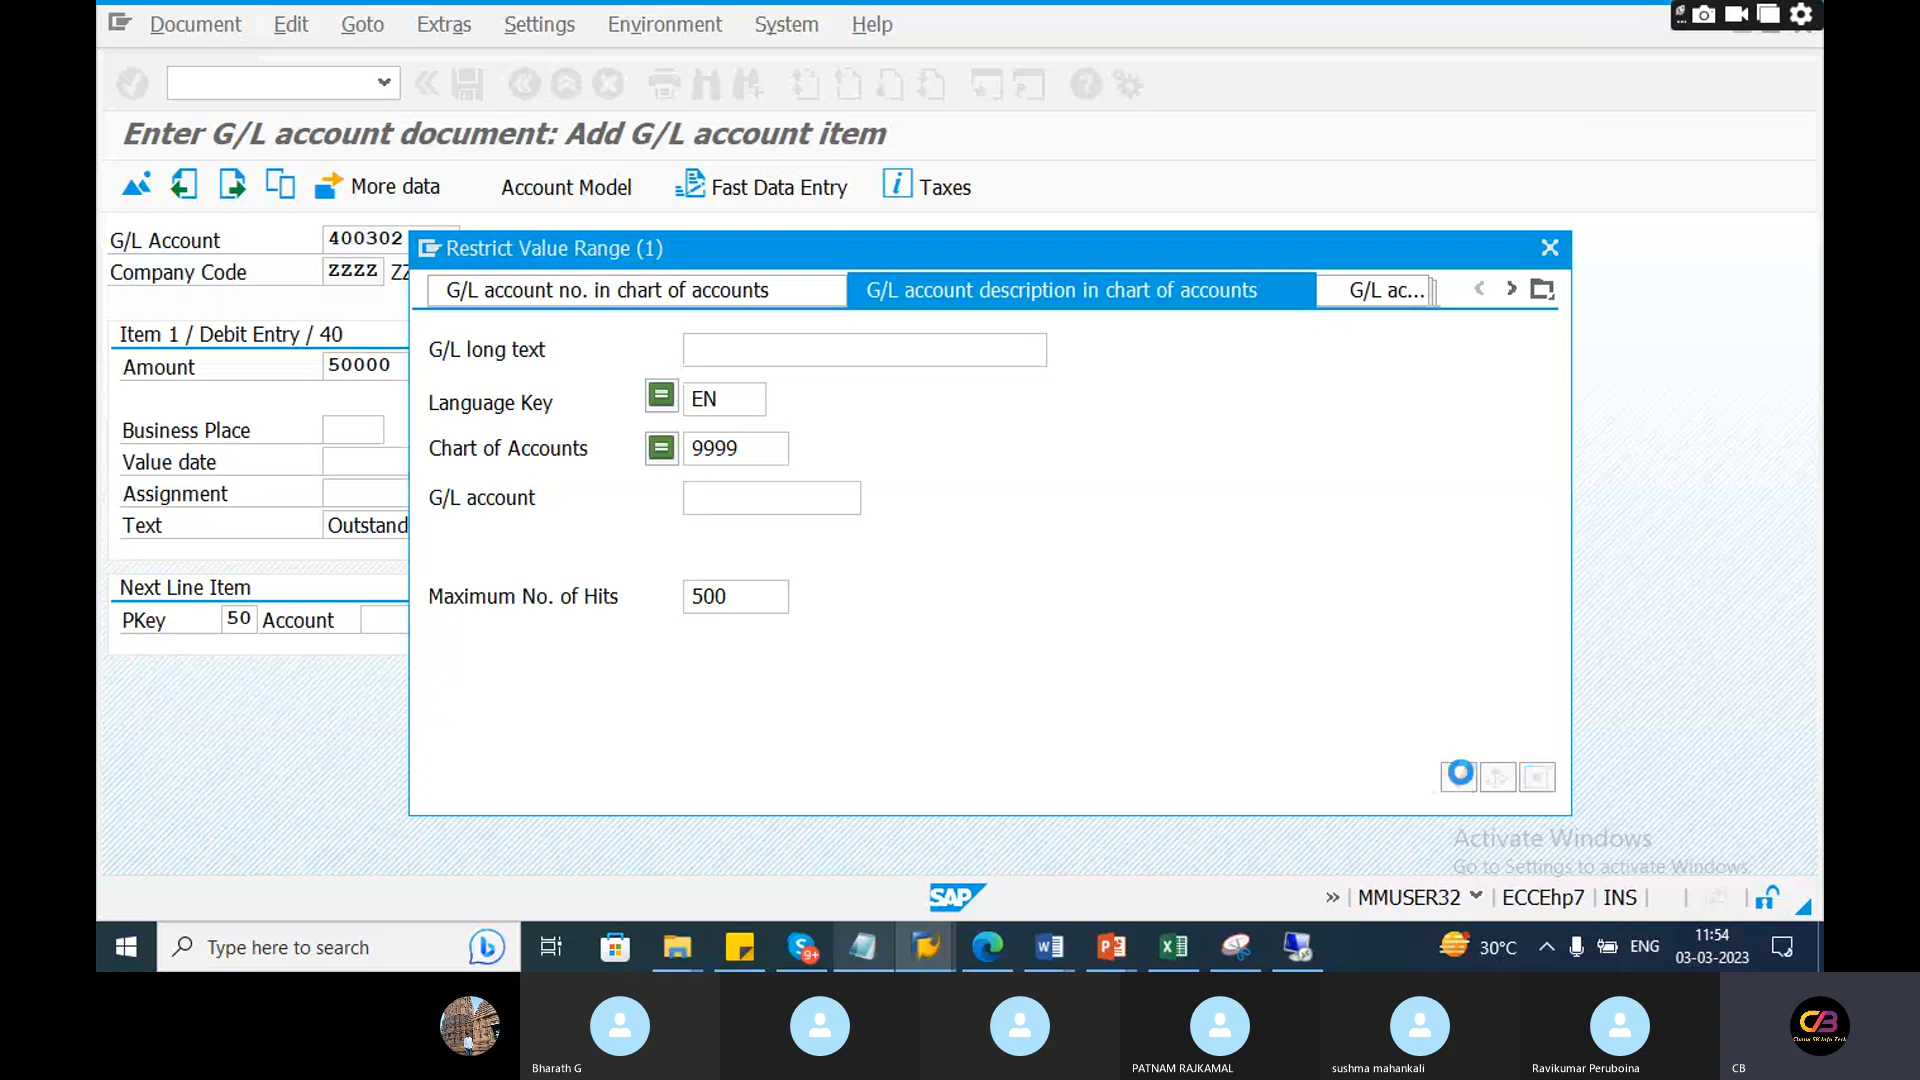 Document Edit Goto Extras Settings Environment System Help
Enter G/L account document: Add G/L account item
More data Account Model Fast Data Entry Taxes
G/L Account 400302
Company Code ZZZZ ZZ
Item 1 / Debit Entry / 40
Amount 50000
Business Place
Value date
Assignment
Text Outstand
Next Line Item
PKey 50 Account
Restrict Value Range (1)
G/L account no. in chart of accounts G/L account description in chart of accounts G/L ac...
G/L long text
Language Key EN
Chart of Accounts 9999
G/L account
Maximum No. of Hits 500
Activate Windows
Go to Settings to activate Windows.
SAP
MMUSER32 ECCEhp7 INS
Type here to search
9+
30°C ENG 11:54
03-03-2023
Bharath G PATNAM RAJKAMAL sushma mahankali Ravikumar Peruboina CB